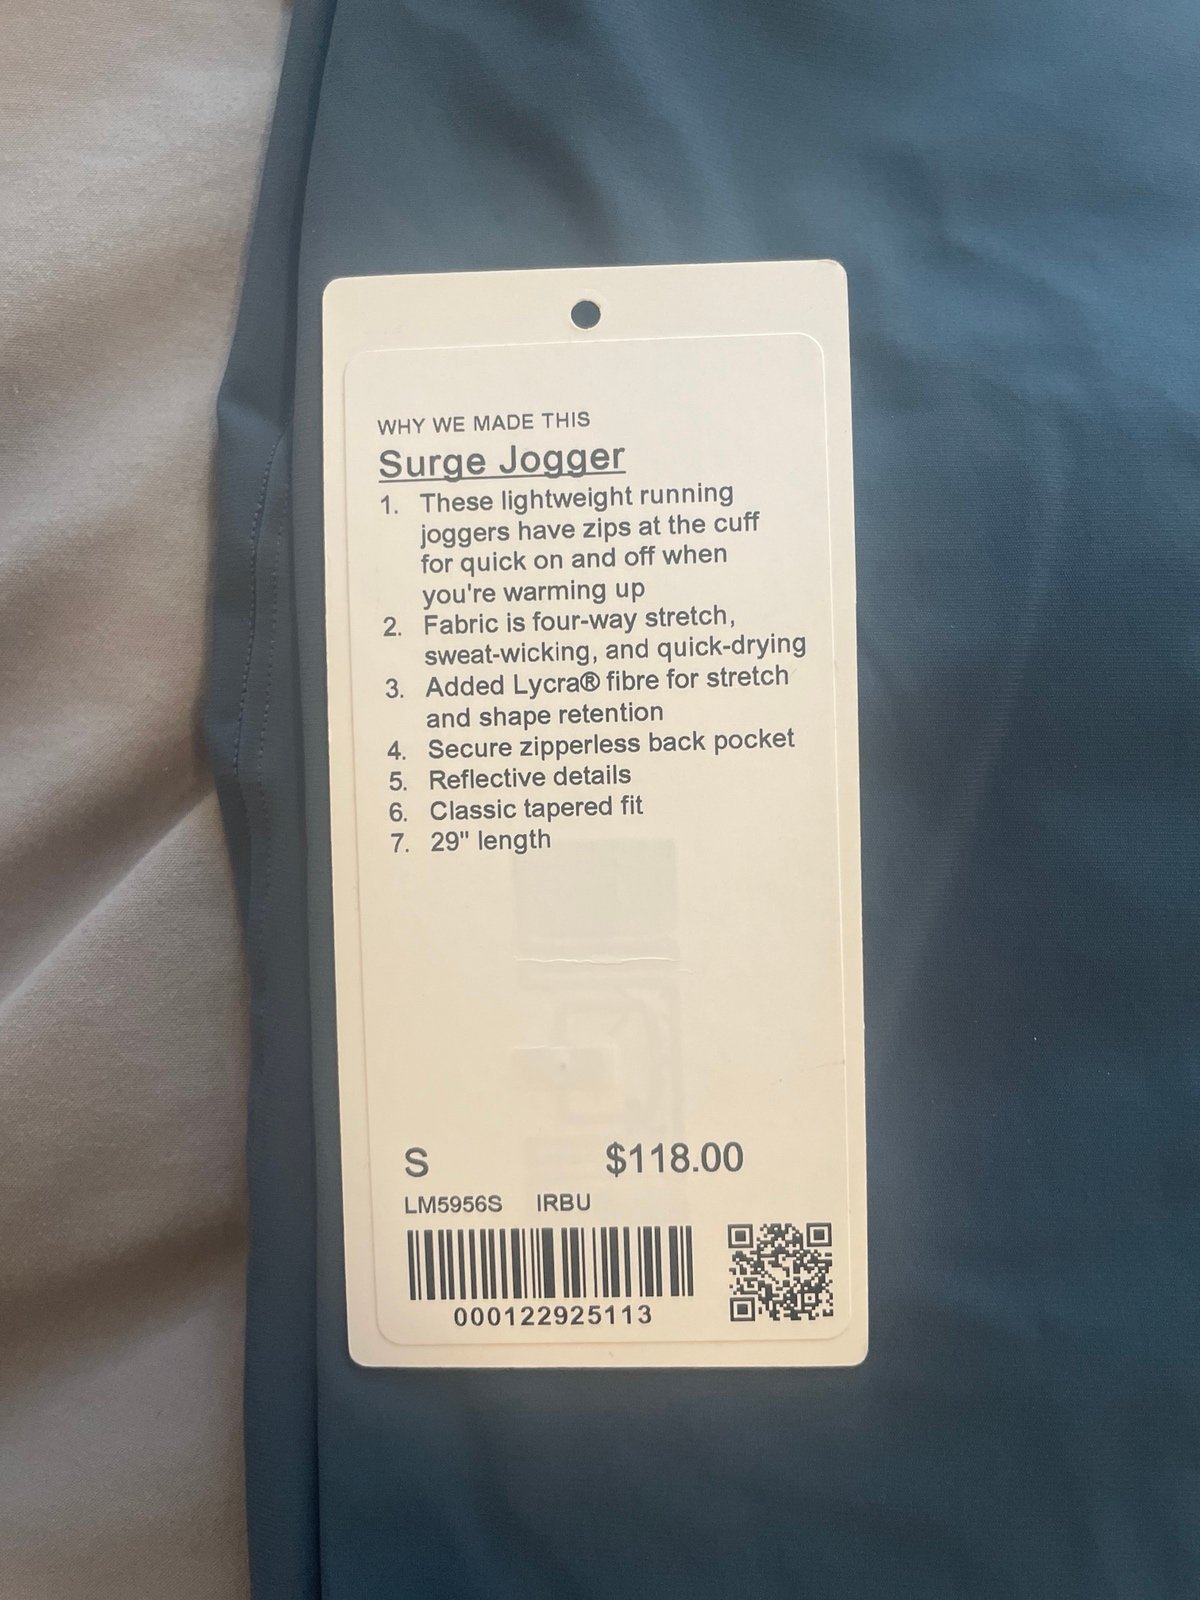 WHY WE MADE THIS
Surge Jogger
1. These lightweight running
joggers have zips at the cuff
for quick on and off when
you're warming up
2. Fabric is four-way stretch,
sweat-wicking, and quick-drying
3. Added Lycra® fibre for stretch
and shape retention
4. Secure zipperless back pocket
5. Reflective details
6. Classic tapered fit
7. 29" length
S $118.00
LM5956S IRBU
000122925113